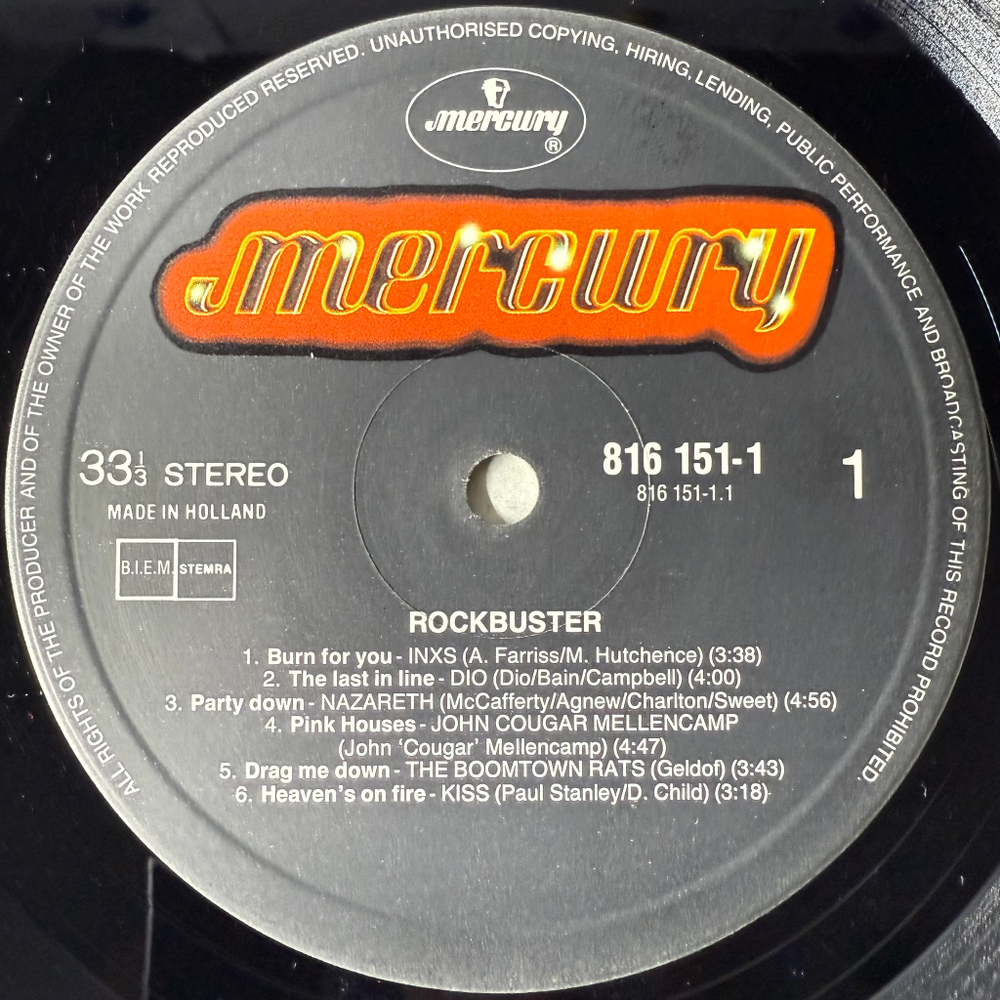 ALL RIGHTS OF THE PRODUCER AND OF THE OWNER OF THE WORK REPRODUCED RESERVED. UNAUTHORISED COPYING, HIRING, LENDING, PUBLIC PERFORMANCE AND BROADCASTING OF THIS RECORD PROHIBITED.
mercury
®
mercury
33⅓ STEREO
MADE IN HOLLAND
B.I.E.M. STEMRA
816 151-1
816 151-1.1
1
ROCKBUSTER
1. Burn for you - INXS (A. Farriss/M. Hutchence) (3:38)
2. The last in line - DIO (Dio/Bain/Campbell) (4:00)
3. Party down - NAZARETH (McCafferty/Agnew/Charlton/Sweet) (4:56)
4. Pink Houses - JOHN COUGAR MELLENCAMP
(John ‘Cougar’ Mellencamp) (4:47)
5. Drag me down - THE BOOMTOWN RATS (Geldof) (3:43)
6. Heaven's on fire - KISS (Paul Stanley/D. Child) (3:18)